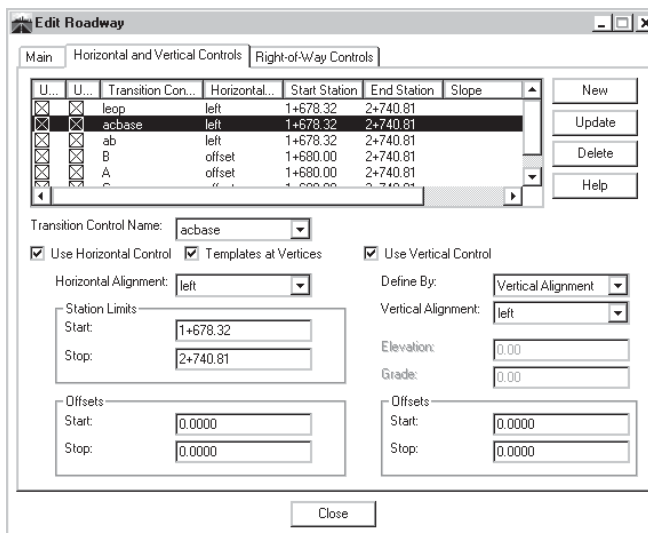 Edit Roadway
Main Horizontal and Vertical Controls Right-of-Way Controls
U... U... Transition Con... Horizontal... Start Station End Station Slope
leop left 1+678.32 2+740.81
acbase left 1+678.32 2+740.81
ab left 1+678.32 2+740.81
B offset 1+680.00 2+740.81
A offset 1+680.00 2+740.81
New
Update
Delete
Help
Transition Control Name: acbase
Use Horizontal Control Templates at Vertices Use Vertical Control
Horizontal Alignment: left
Define By: Vertical Alignment
Station Limits
Start: 1+678.32
Stop: 2+740.81
Vertical Alignment: left
Elevation: 0.00
Grade: 0.00
Offsets
Start: 0.0000
Stop: 0.0000
Offsets
Start: 0.0000
Stop: 0.0000
Close